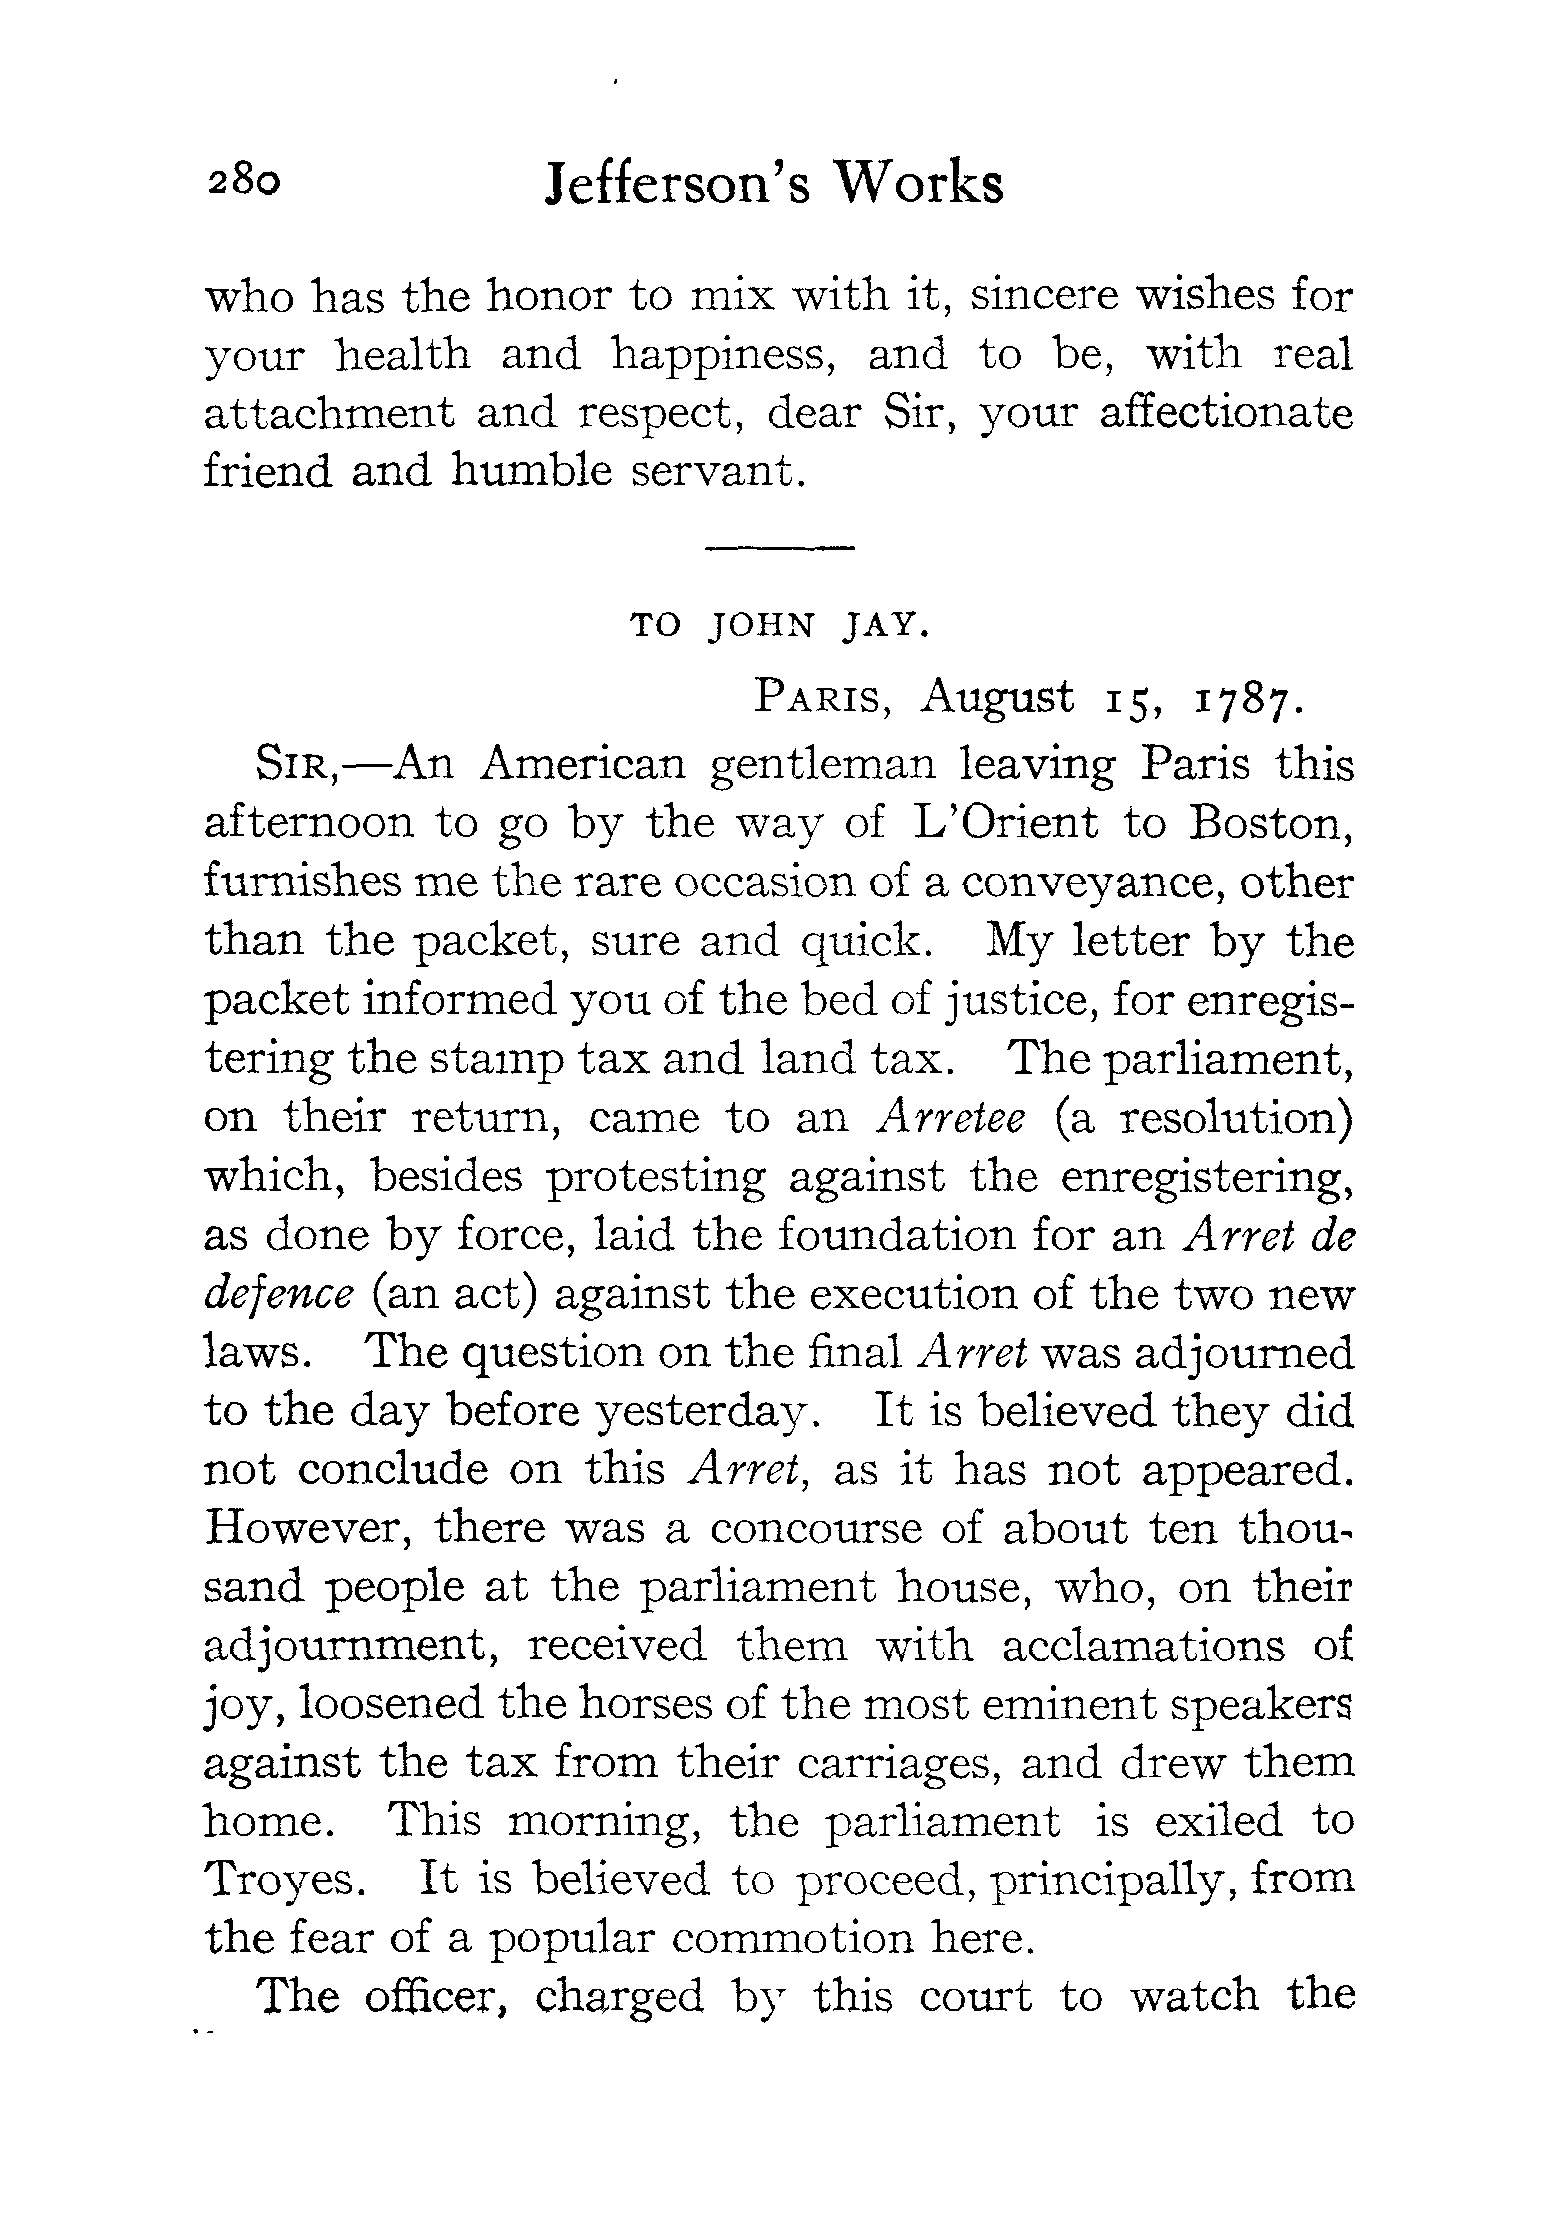 280 Jefferson's Works
who has the honor to mix with it, sincere wishes for
your health and happiness, and to be, with real
attachment and respect, dear Sir, your affectionate
friend and humble servant.
TO JOHN JAY.
PARIS, August 15, 1787.
SIR,—An American gentleman leaving Paris this
afternoon to go by the way of L'Orient to Boston,
furnishes me the rare occasion of a conveyance, other
than the packet, sure and quick. My letter by the
packet informed you of the bed of justice, for enregis-
tering the stamp tax and land tax. The parliament,
on their return, came to an Arretee (a resolution)
which, besides protesting against the enregistering,
as done by force, laid the foundation for an Arret de
defence (an act) against the execution of the two new
laws. The question on the final Arret was adjourned
to the day before yesterday. It is believed they did
not conclude on this Arret, as it has not appeared.
However, there was a concourse of about ten thou-
sand people at the parliament house, who, on their
adjournment, received them with acclamations of
joy, loosened the horses of the most eminent speakers
against the tax from their carriages, and drew them
home. This morning, the parliament is exiled to
Troyes. It is believed to proceed, principally, from
the fear of a popular commotion here.
The officer, charged by this court to watch the